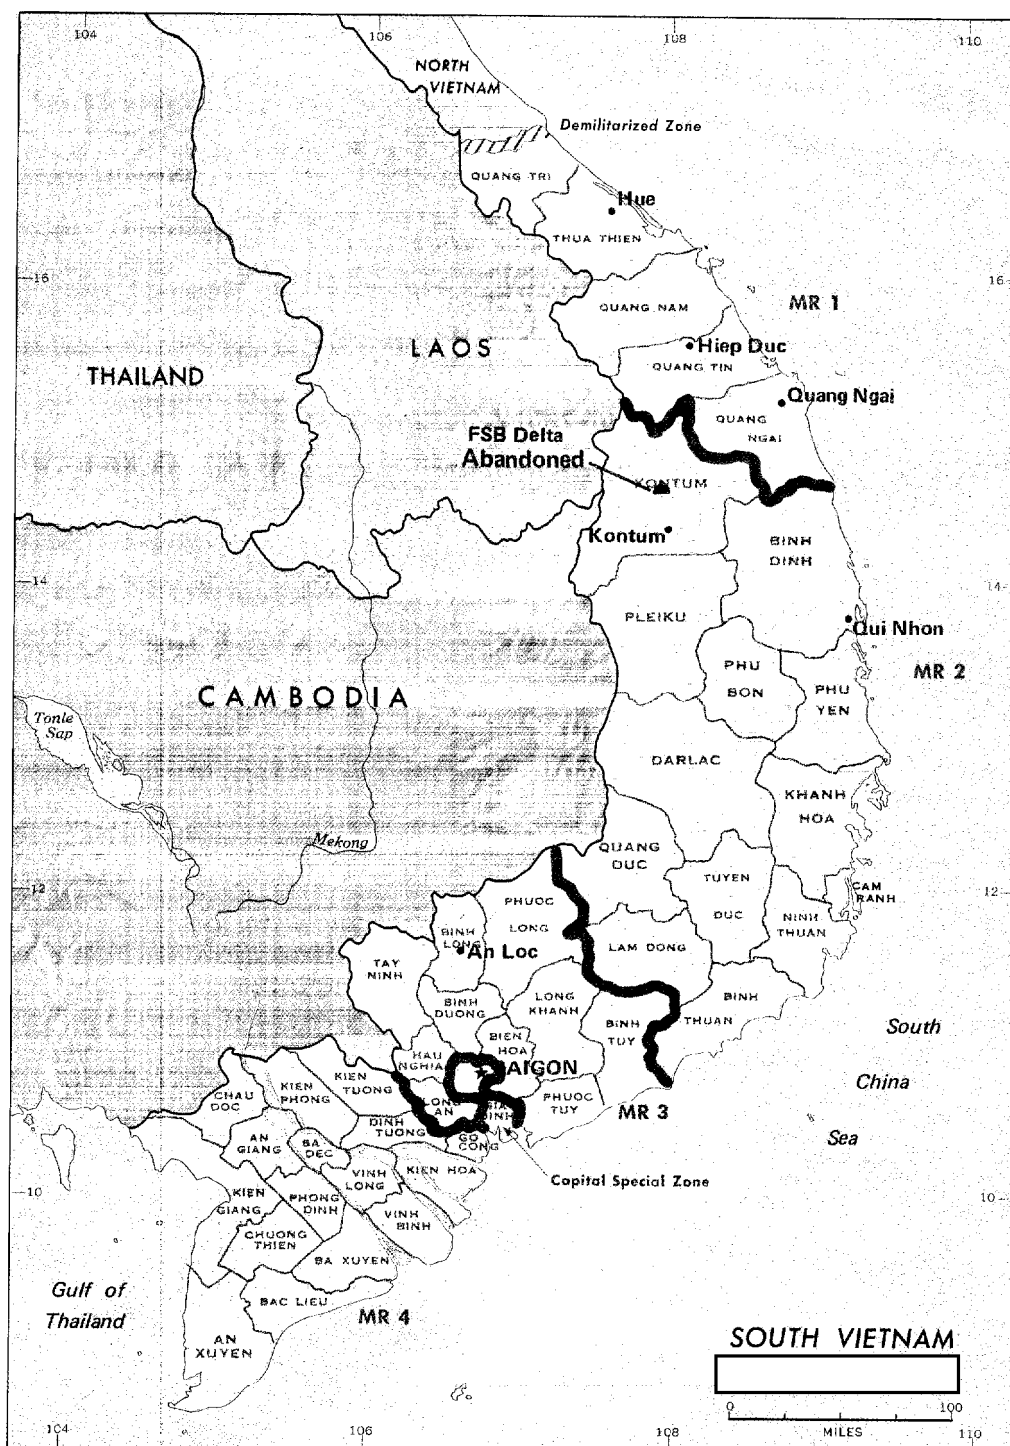 104
106
108
110
NORTH
VIETNAM
Demilitarized Zone
QUANG TRI
Hue
THUA THIEN
16
16
MR 1
QUANG NAM
LAOS
Hiep Duc
QUANG TIN
THAILAND
Quang Ngai
QUANG
NGAI
FSB Delta
Abandoned
KONTUM
Kontum
BINH
DINH
14
14
PLEIKU
Qui Nhon
PHU
BON
MR 2
PHU
YEN
CAMBODIA
Tonle
Sap
DARLAC
KHANH
HOA
Mekong
QUANG
DUC
TUYEN
DUC
CAM
RANH
12
12
PHUOC
LONG
NINH
THUAN
BINH
LONG
An Loc
LAM DONG
TAY
NINH
BINH
DUONG
LONG
KHANH
BINH
THUAN
BINH
TUY
BIEN
HOA
South
China
Sea
HAU
NGHIA
SAIGON
KIEN
TUONG
KIEN
PHONG
CHAU
DOC
LONG
AN
GIA
DINH
PHUOC
TUY
MR 3
DINH
TUONG
GO
CONG
AN
GIANG
SA
DEC
VINH
LONG
KIEN HOA
Capital Special Zone
10
10
KIEN
GIANG
PHONG
DINH
VINH
BINH
CHUONG
THIEN
BA XUYEN
Gulf of
Thailand
BAC LIEU
MR 4
AN
XUYEN
SOUTH VIETNAM
0
100
MILES
104
106
108
110